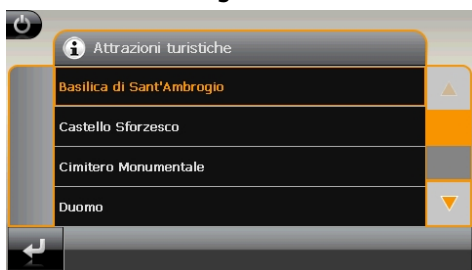 Attrazioni turistiche
Basilica di Sant'Ambrogio
Castello Sforzesco
Cimitero Monumentale
Duomo